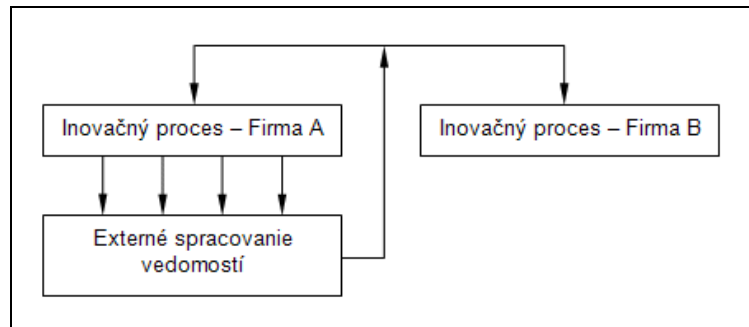 Inovačný proces – Firma A
Inovačný proces – Firma B
Externé spracovanie
vedomostí